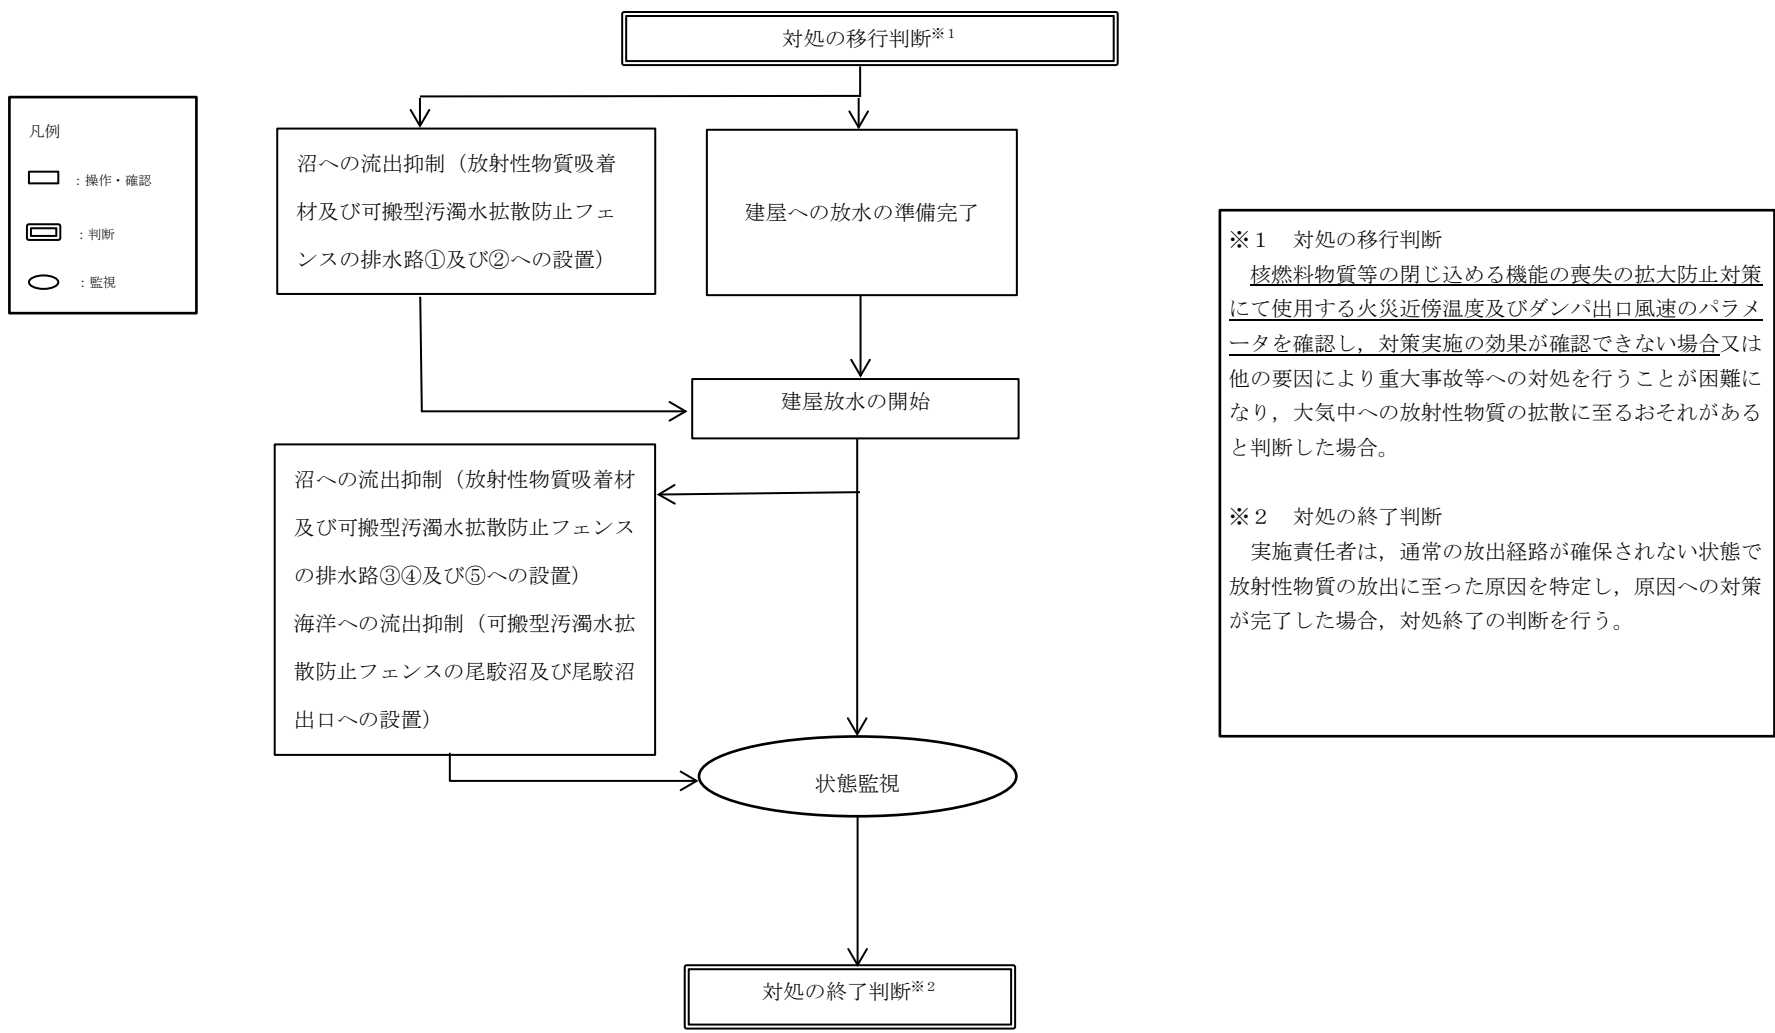 対処の移行判断※1
凡例
：操作・確認
：判断
：監視
沼への流出抑制（放射性物質吸着
材及び可搬型汚濁水拡散防止フェ
ンスの排水路①及び②への設置）
建屋への放水の準備完了
建屋放水の開始
沼への流出抑制（放射性物質吸着材
及び可搬型汚濁水拡散防止フェンス
の排水路③④及び⑤への設置）
海洋への流出抑制（可搬型汚濁水拡
散防止フェンスの尾駮沼及び尾駮沼
出口への設置）
状態監視
対処の終了判断※2
※１　対処の移行判断
核燃料物質等の閉じ込める機能の喪失の拡大防止対策
にて使用する火災近傍温度及びダンパ出口風速のパラメ
ータを確認し，対策実施の効果が確認できない場合又は
他の要因により重大事故等への対処を行うことが困難に
なり，大気中への放射性物質の拡散に至るおそれがある
と判断した場合。
※２　対処の終了判断
実施責任者は，通常の放出経路が確保されない状態で
放射性物質の放出に至った原因を特定し，原因への対策
が完了した場合，対処終了の判断を行う。